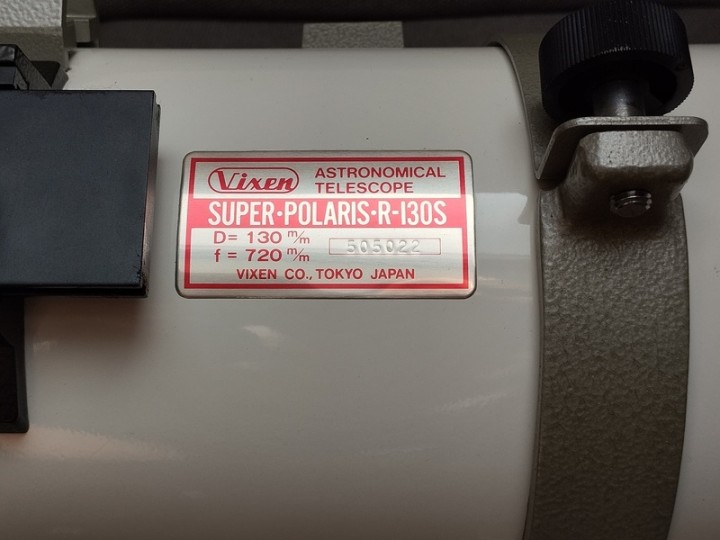 Vixen ASTRONOMICAL
TELESCOPE
SUPER·POLARIS·R-130S
D= 130 m/m
f = 720 m/m
505022
VIXEN CO., TOKYO JAPAN